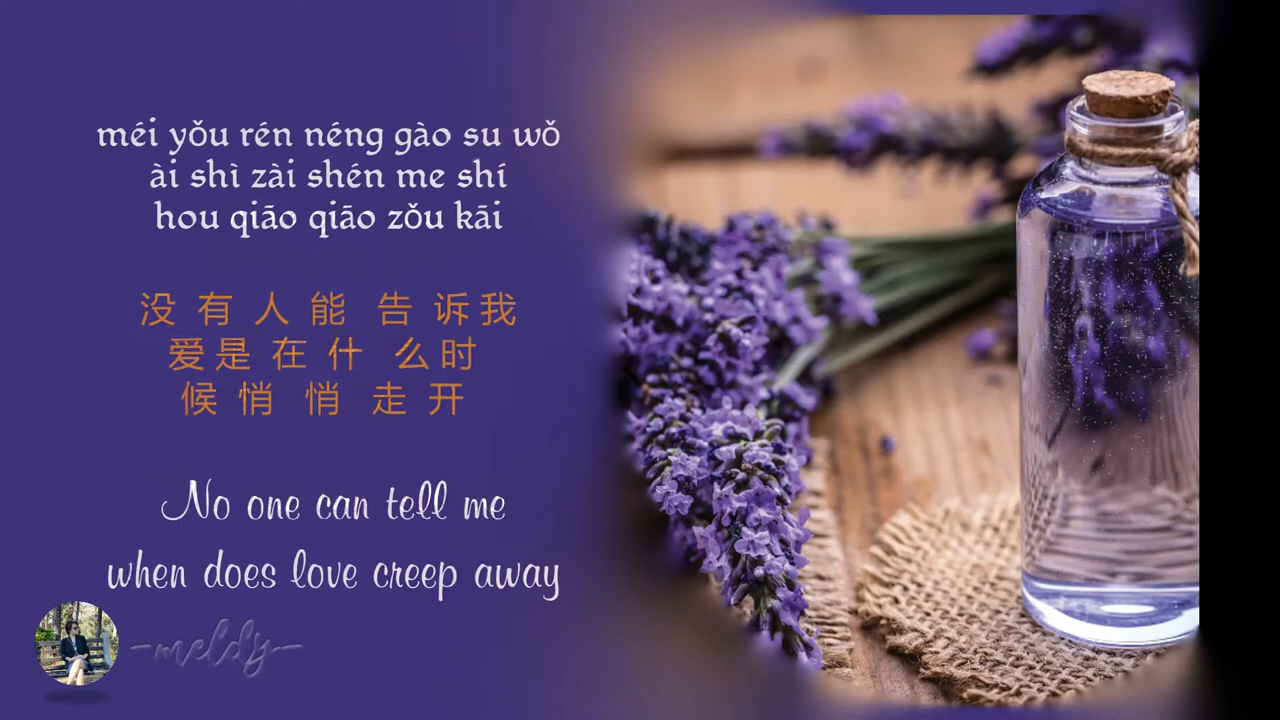 méi yǒu rén néng gào su wǒ
ài shì zài shén me shí
hou qiāo qiāo zǒu kāi
没 有 人 能 告 诉 我
爱 是 在 什 么 时
候 悄 悄 走 开
No one can tell me
when does love creep away
-meldy-